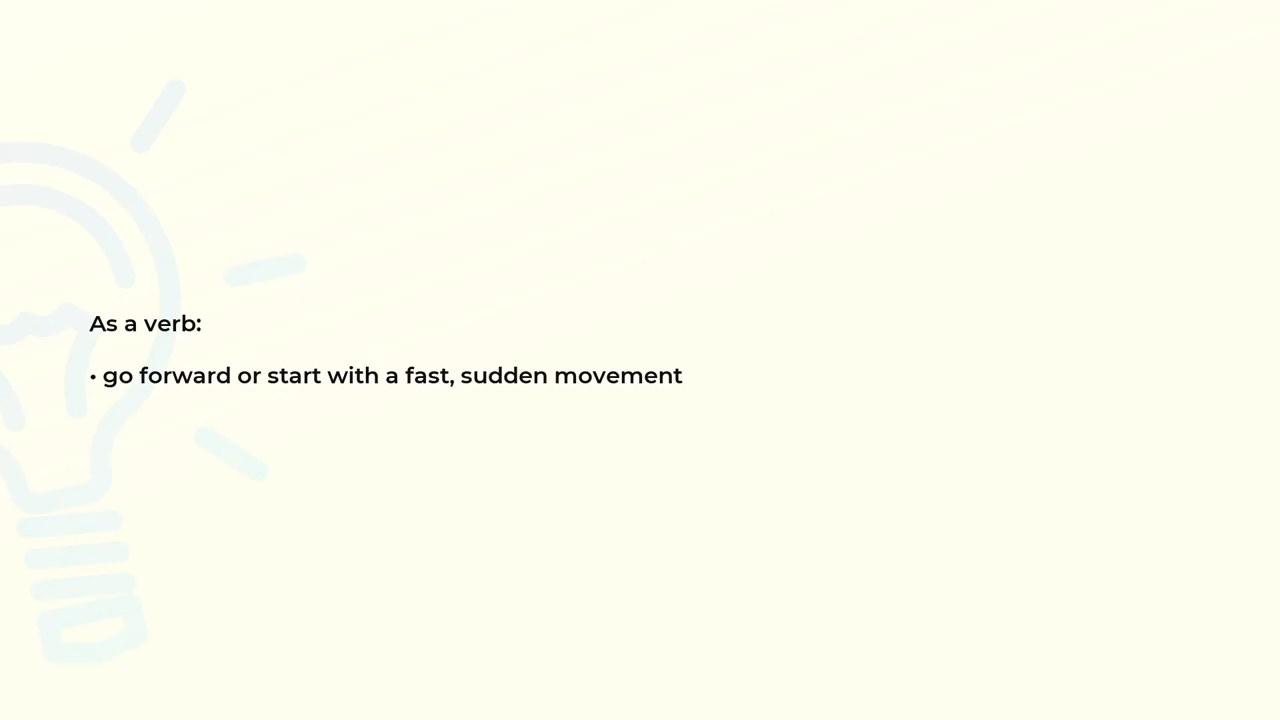 As a verb:
• go forward or start with a fast, sudden movement